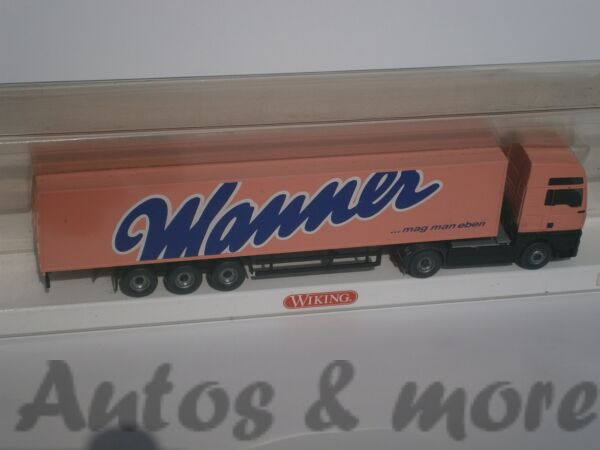 Manner
...mag man eben
WIKING
Autos & more